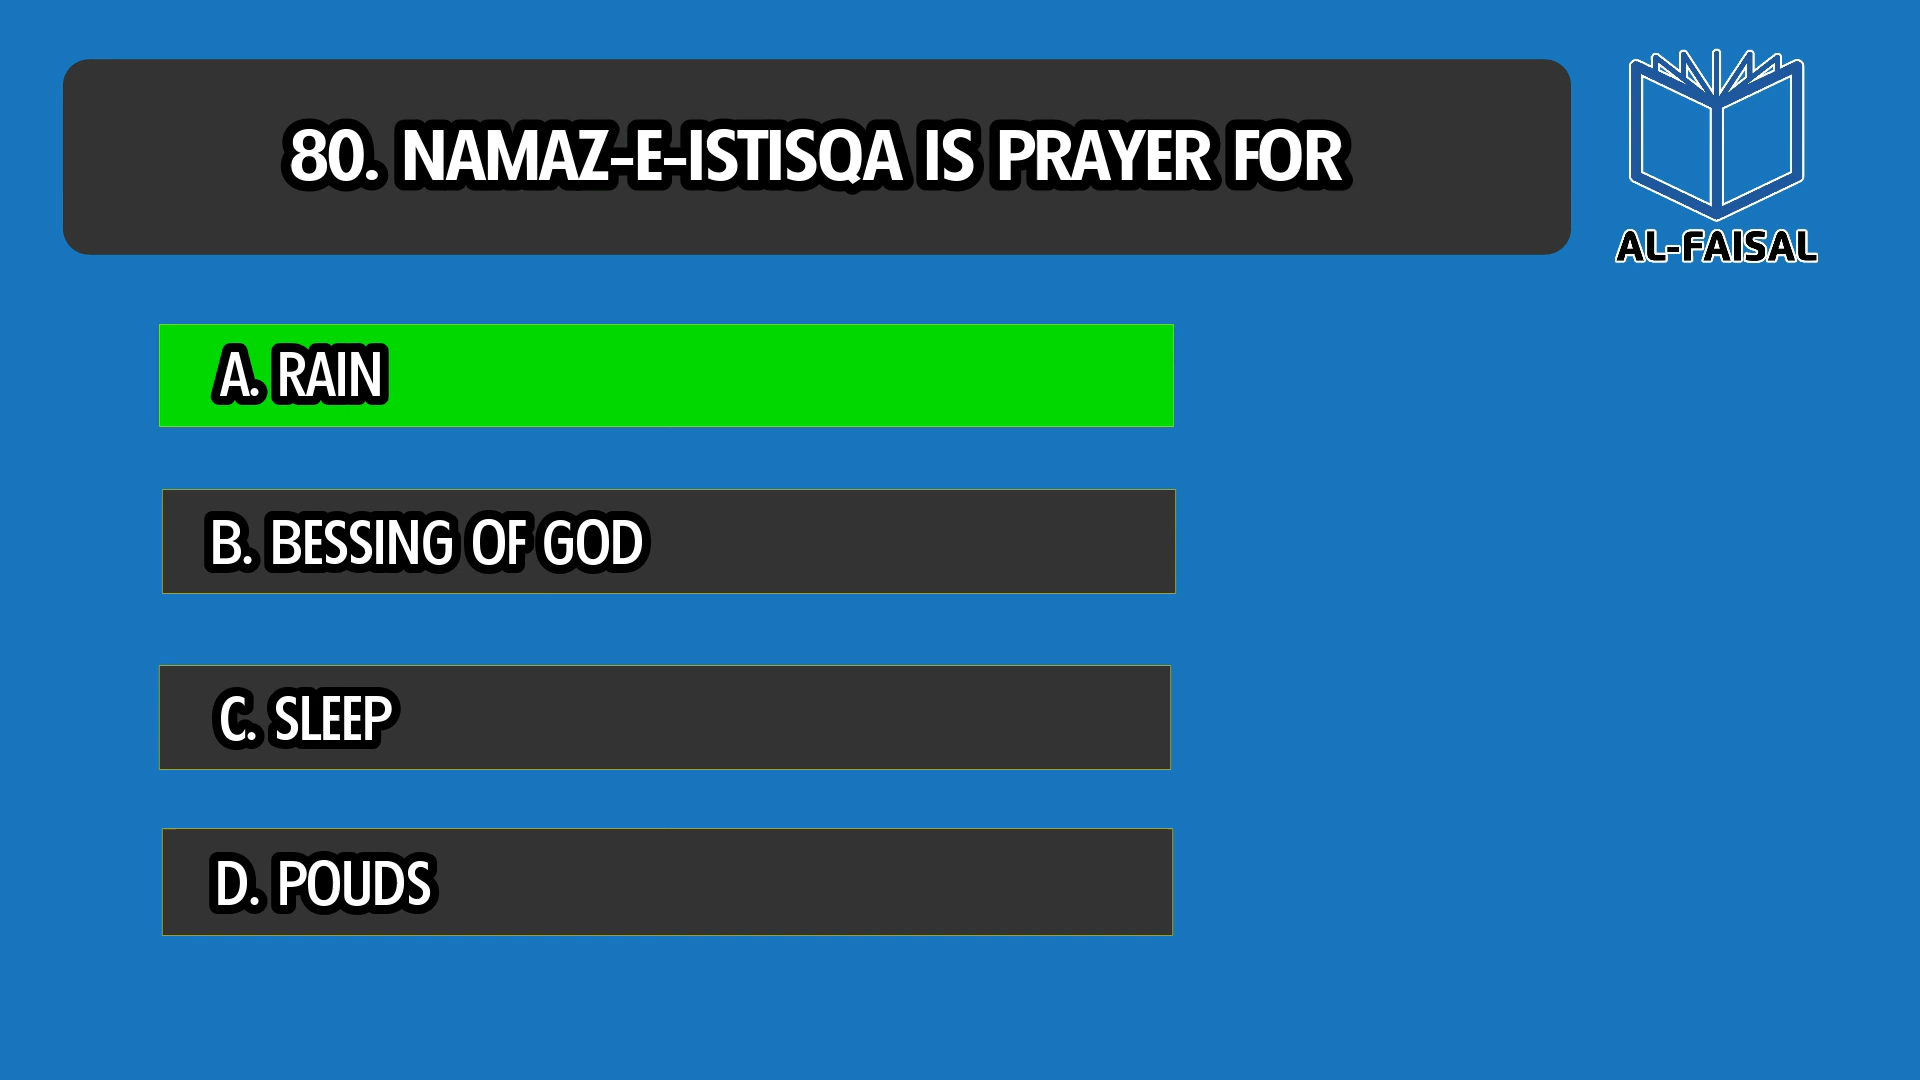 80. NAMAZ-E-ISTISQA IS PRAYER FOR
AL-FAISAL
A. RAIN
B. BESSING OF GOD
C. SLEEP
D. POUDS